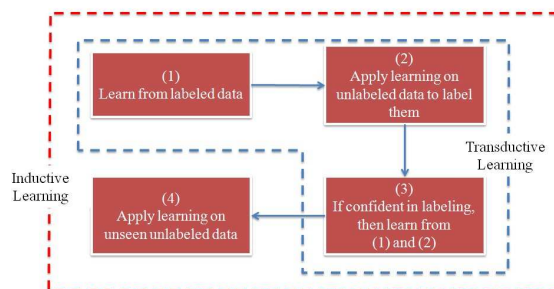 (1)
Learn from labeled data
(2)
Apply learning on
unlabeled data to label
them
Transductive
Learning
Inductive
Learning
(4)
Apply learning on
unseen unlabeled data
(3)
If confident in labeling,
then learn from
(1) and (2)